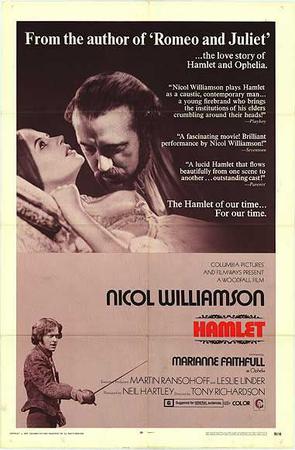 From the author of 'Romeo and Juliet'
...the love story of
Hamlet and Ophelia.
"Nicol Williamson plays Hamlet
as a caustic, contemporary man...
a young firebrand who brings
the institutions of his elders
crumbling around their heads!"
—Playboy
"A fascinating movie! Brilliant
performance by Nicol Williamson!"
—Seventeen
"A lucid Hamlet that flows
beautifully from one scene to
another...outstanding cast!"
—Parents'
The Hamlet of our time...
For our time.
COLUMBIA PICTURES
AND FILMWAYS PRESENT
A WOODFALL FILM
NICOL WILLIAMSON
HAMLET
MARIANNE FAITHFULL
as Ophelia
MARTIN RANSOHOFF and LESLIE LINDER
NEIL HARTLEY TONY RICHARDSON
G COLOR